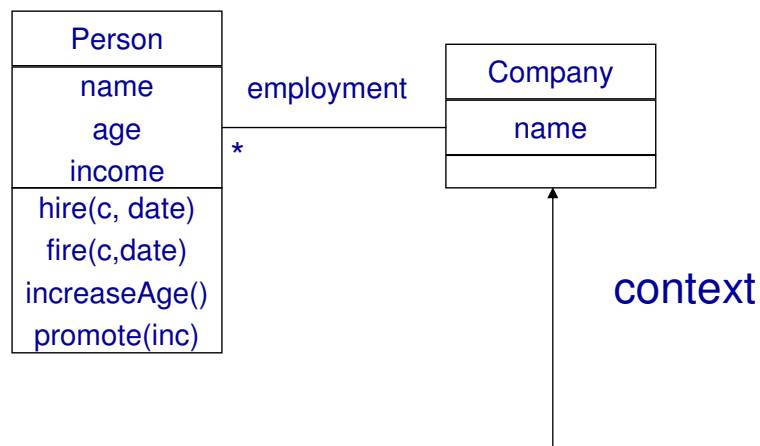 Person
name
age
income
hire(c, date)
fire(c,date)
increaseAge()
promote(inc)
employment
*
Company
name
context